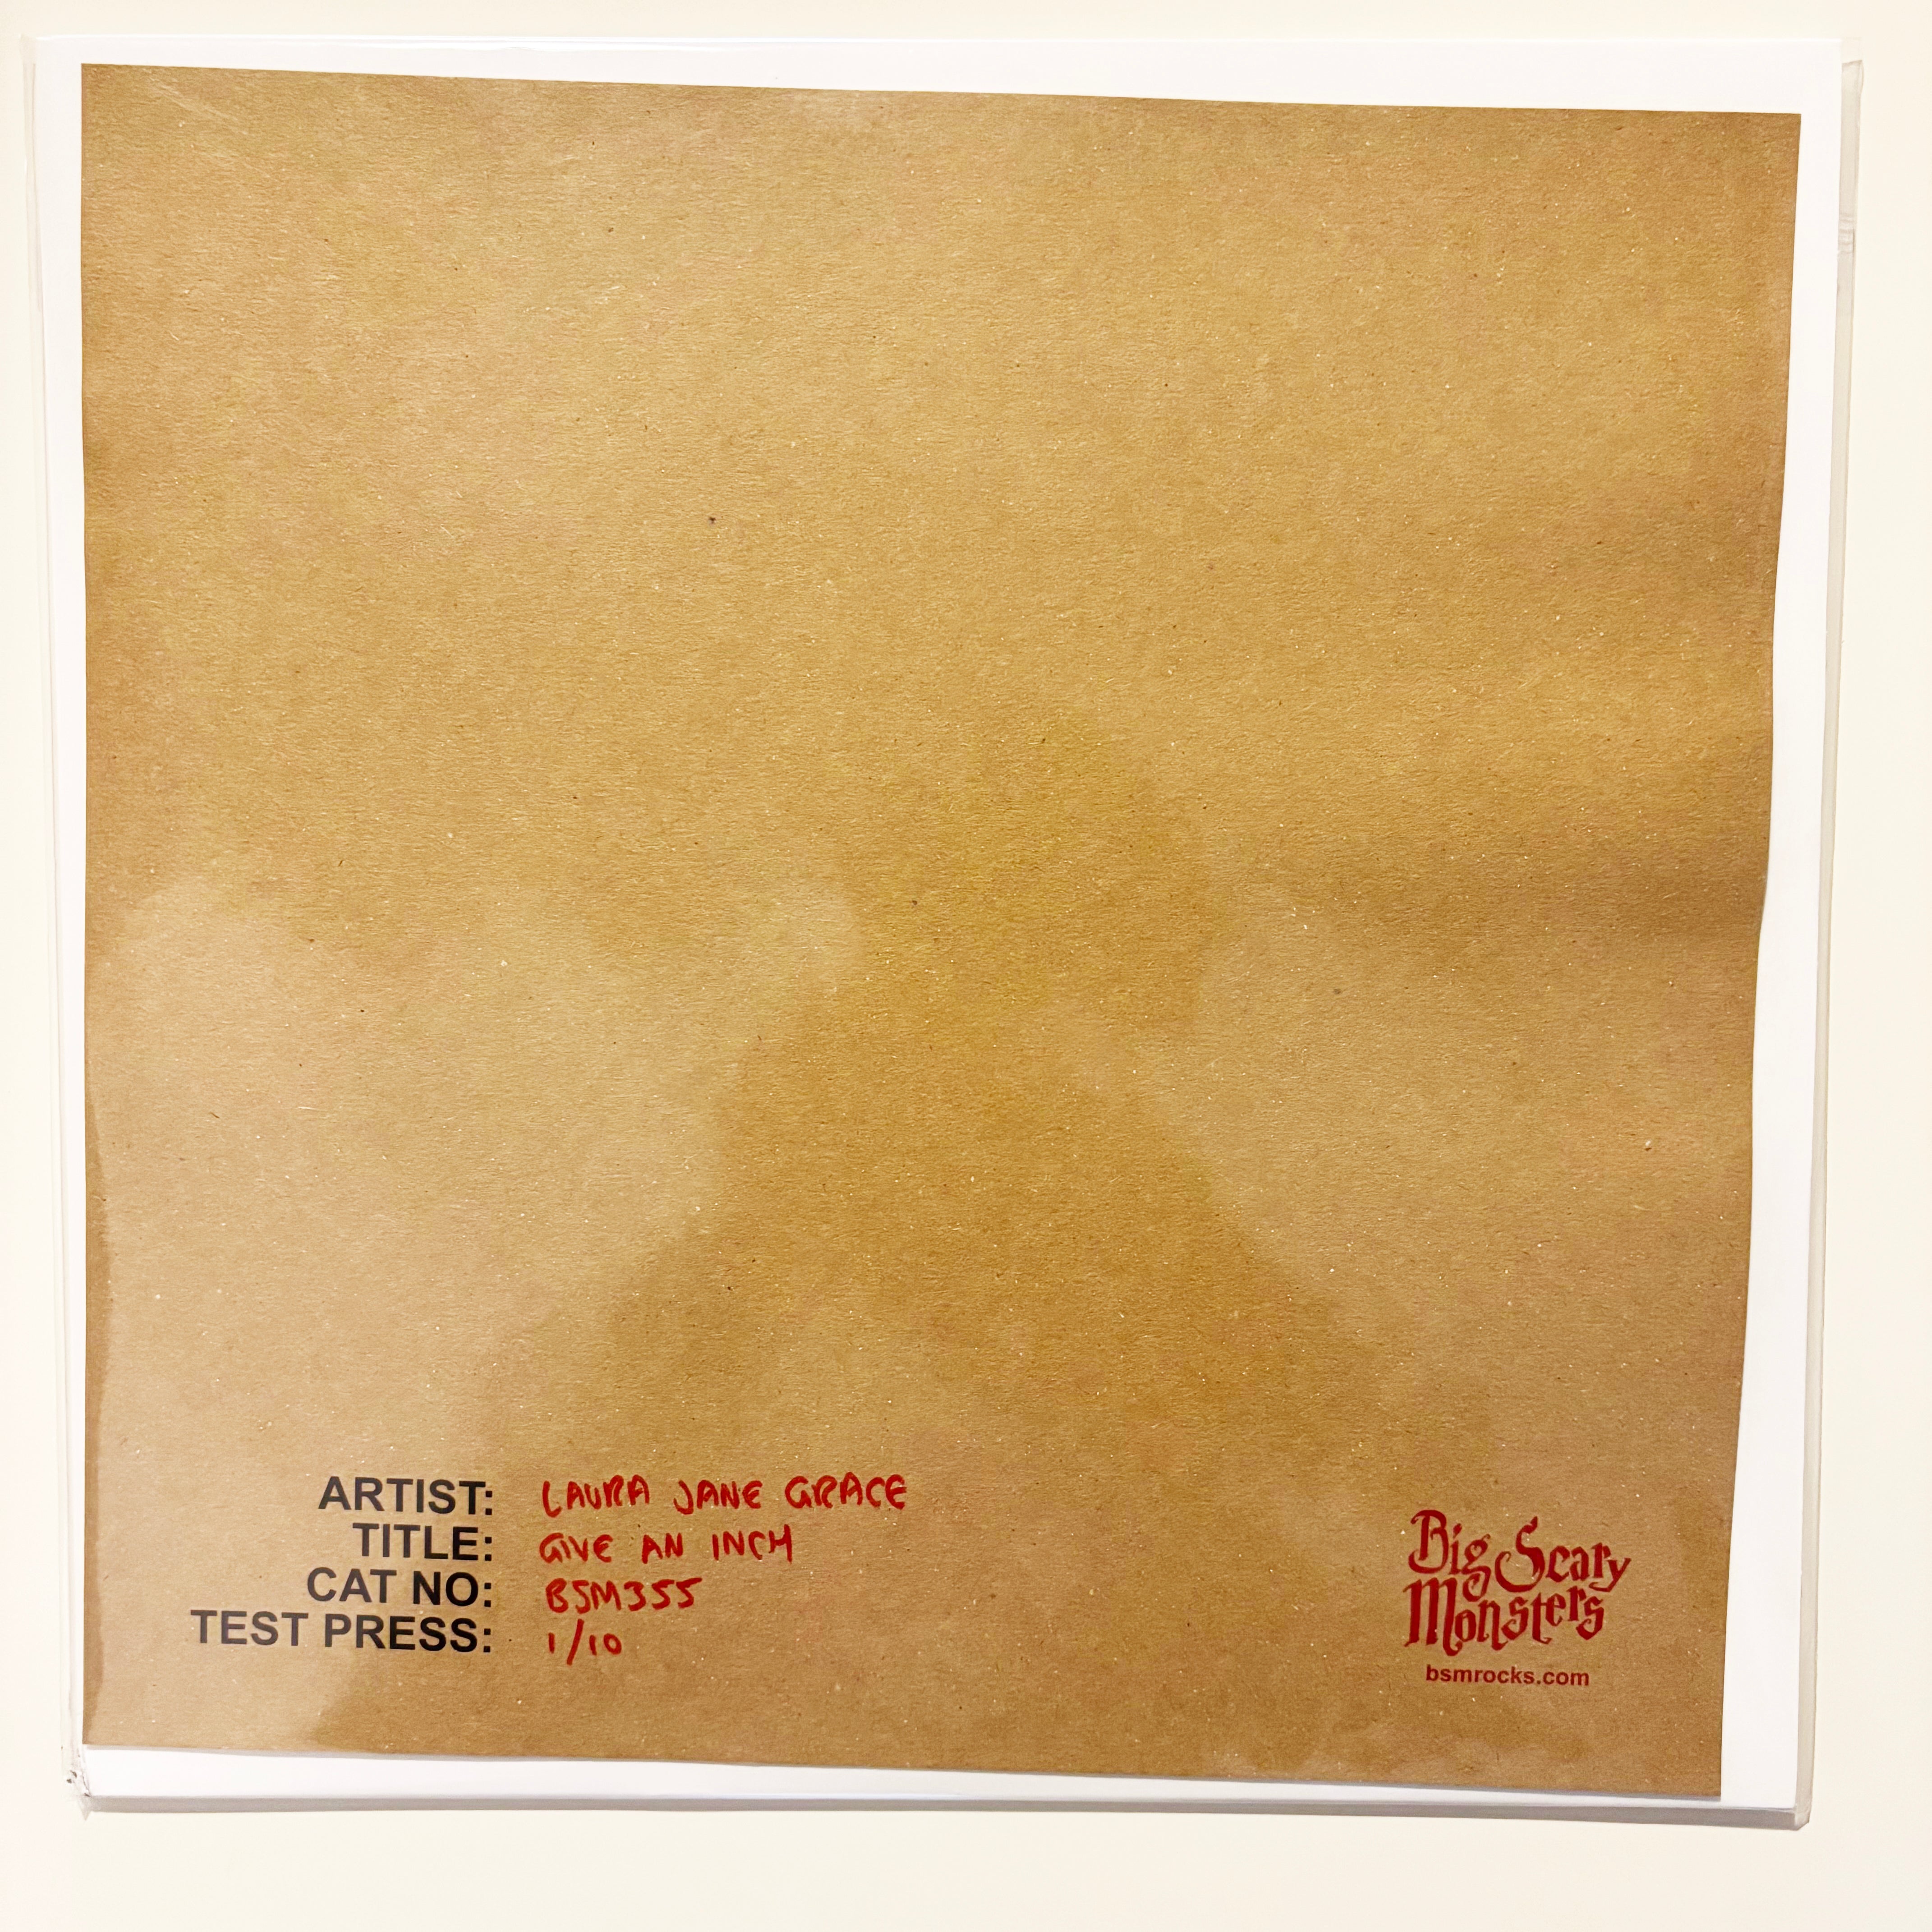 ARTIST: LAURA JANE GRACE
TITLE: GIVE AN INCH
CAT NO: BSM355
TEST PRESS: 1/10
Big Scary
Monsters
bsmrocks.com